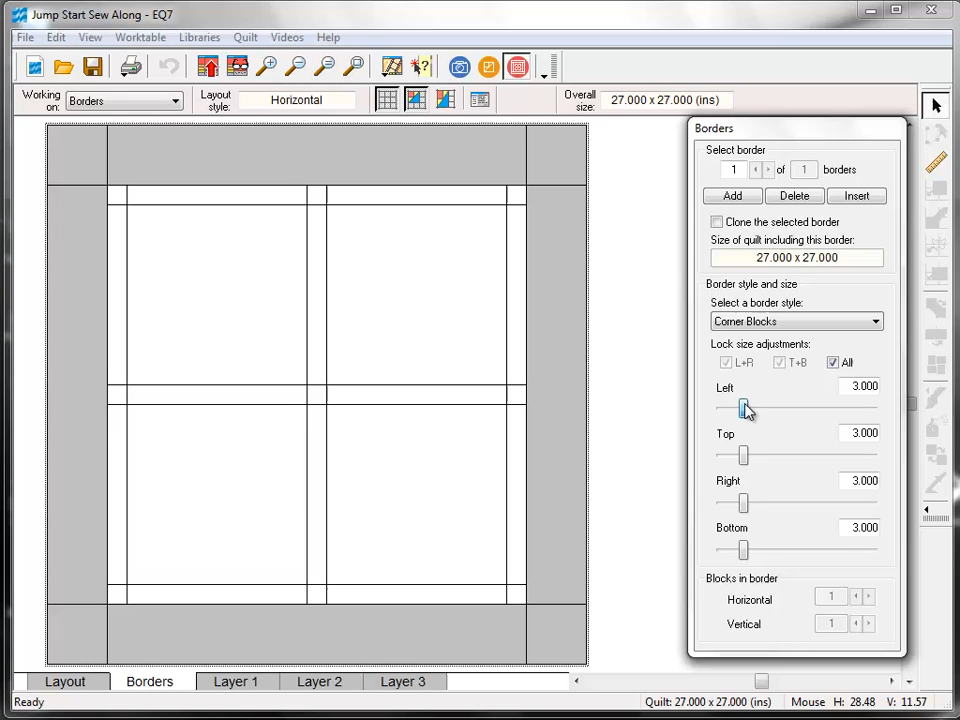 Jump Start Sew Along - EQ7
File Edit View Worktable Libraries Quilt Videos Help
Working on: Borders Layout style: Horizontal Overall size: 27.000 x 27.000 (ins)
Borders
Select border
1 of 1 borders
Add Delete Insert
Clone the selected border
Size of quilt including this border:
27.000 x 27.000
Border style and size
Select a border style:
Corner Blocks
Lock size adjustments:
L+R T+B All
Left 3.000
Top 3.000
Right 3.000
Bottom 3.000
Blocks in border
Horizontal 1
Vertical 1
Layout Borders Layer 1 Layer 2 Layer 3
Ready Quilt: 27.000 x 27.000 (ins) Mouse H: 28.48 V: 11.57